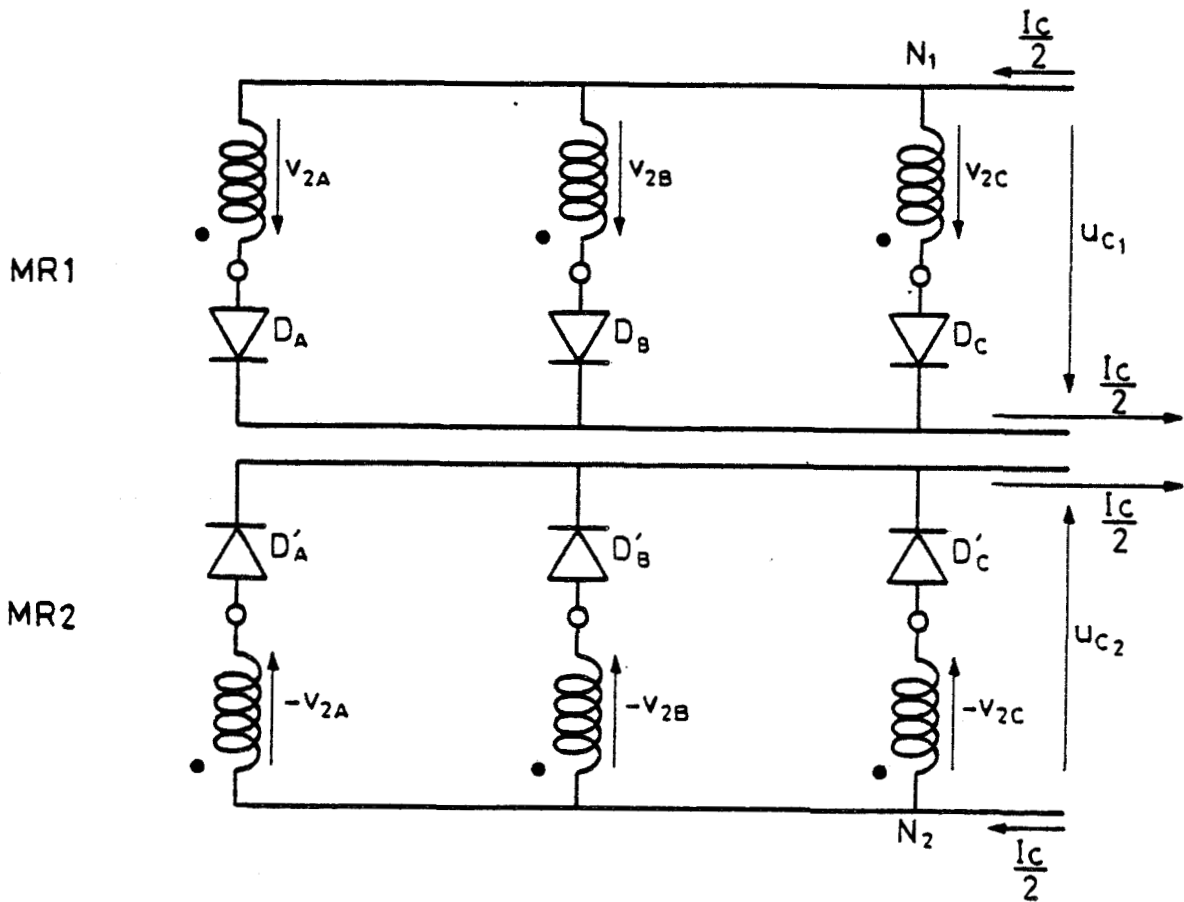 N₁
Ic/2
v₂A
v₂B
v₂C
uc₁
MR1
DA
DB
DC
Ic/2
Ic/2
D'A
D'B
D'C
MR2
uc₂
-v₂A
-v₂B
-v₂C
N₂
Ic/2